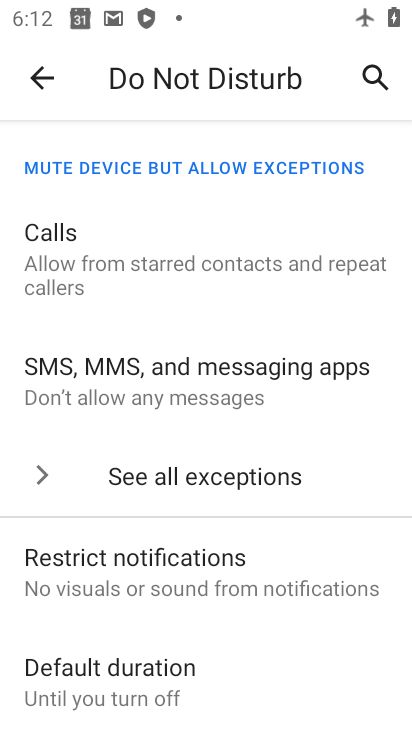 6:12
31
Do Not Disturb
MUTE DEVICE BUT ALLOW EXCEPTIONS
Calls
Allow from starred contacts and repeat
callers
SMS, MMS, and messaging apps
Don’t allow any messages
See all exceptions
Restrict notifications
No visuals or sound from notifications
Default duration
Until you turn off